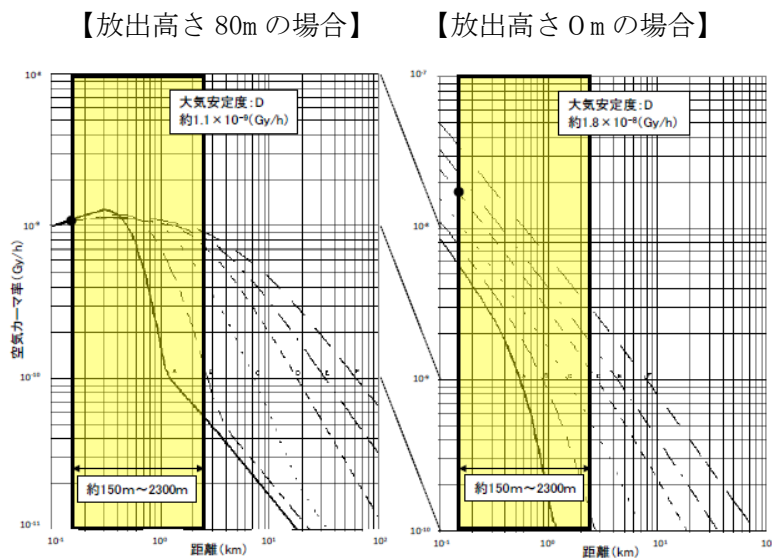 【放出高さ 80m の場合】
【放出高さ０m の場合】
10⁻⁸
大気安定度:D
約1.1×10⁻⁹(Gy/h)
10⁻⁹
空気カーマ率(Gy/h)
10⁻¹⁰
約150m～2300m
10⁻¹¹
10⁻¹
10⁰
10¹
10²
距離(km)
10⁻⁷
大気安定度:D
約1.8×10⁻⁸(Gy/h)
10⁻⁸
10⁻⁹
約150m～2300m
10⁻¹⁰
10⁻¹
10⁰
10¹
10²
距離(km)